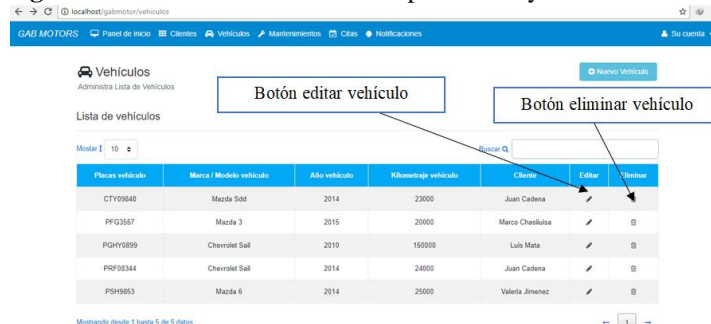 localhost/gabmotor/vehiculos
GAB MOTORS Panel de inicio Clientes Vehículos Mantenimientos Citas Notificaciones Su cuenta
Vehículos
Nuevo Vehículo
Administra Lista de Vehículos
Botón editar vehículo
Botón eliminar vehículo
Lista de vehículos
Mostar 10
Buscar
Placas vehículo Marca / Modelo vehículo Año vehículo Kilometraje vehículo Cliente Editar Eliminar
CTY09848 Mazda Sdd 2014 23000 Juan Cadena
PFG3557 Mazda 3 2015 20000 Marco Chasiluisa
PGHY0899 Chevrolet Sail 2010 150000 Luis Mata
PRF08344 Chevrolet Sail 2014 24000 Juan Cadena
PSH9853 Mazda 6 2014 25000 Valeria Jimenez
Mostrando desde 1 hasta 5 de 5 datos
← 1 →